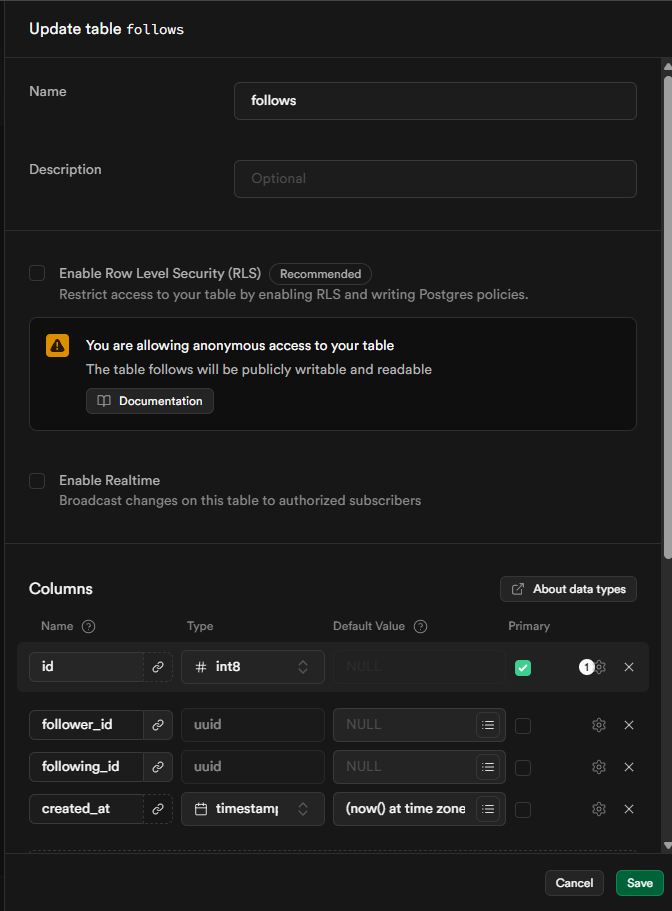 Update table follows
Name
follows
Description
Optional
Enable Row Level Security (RLS) Recommended
Restrict access to your table by enabling RLS and writing Postgres policies.
You are allowing anonymous access to your table
The table follows will be publicly writable and readable
Documentation
Enable Realtime
Broadcast changes on this table to authorized subscribers
Columns About data types
Name Type Default Value Primary
id int8 NULL 1
follower_id uuid NULL
following_id uuid NULL
created_at timestamp (now() at time zone
Cancel Save